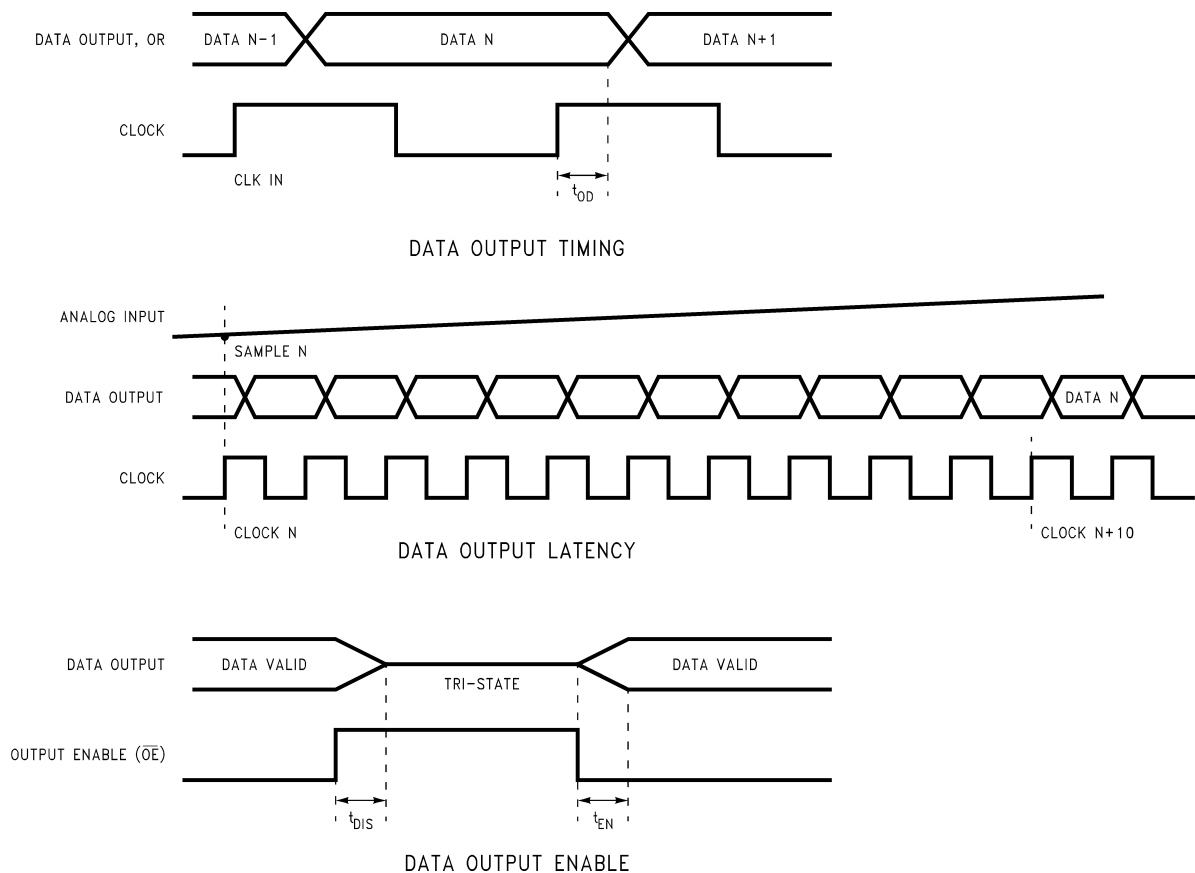 DATA OUTPUT, OR
DATA N-1
DATA N
DATA N+1
CLOCK
CLK IN
tOD
DATA OUTPUT TIMING
ANALOG INPUT
SAMPLE N
DATA OUTPUT
DATA N
CLOCK
CLOCK N
CLOCK N+10
DATA OUTPUT LATENCY
DATA OUTPUT
DATA VALID
TRI-STATE
DATA VALID
OUTPUT ENABLE (O̅E̅)
tDIS
tEN
DATA OUTPUT ENABLE